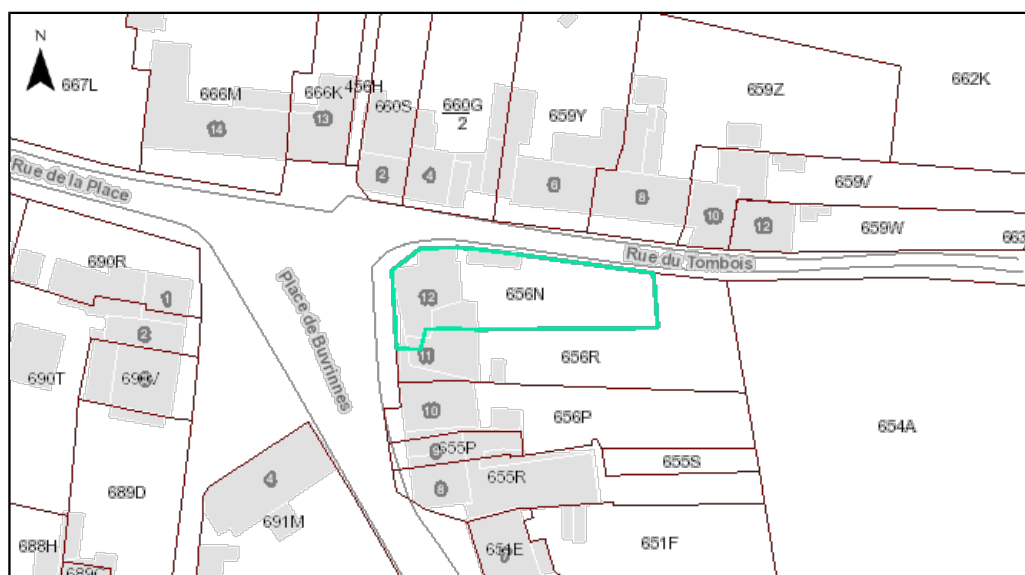 N
667L
666M
666K
456H
660S
660G
2
659Y
659Z
662K
14
13
2
4
6
8
10
12
659V
659W
663
Rue de la Place
Rue du Tombois
Place de Buvrinnes
690R
1
2
690T
12
656N
11
656R
10
656P
9
655P
655S
8
655R
654A
689D
4
691M
688H
651F